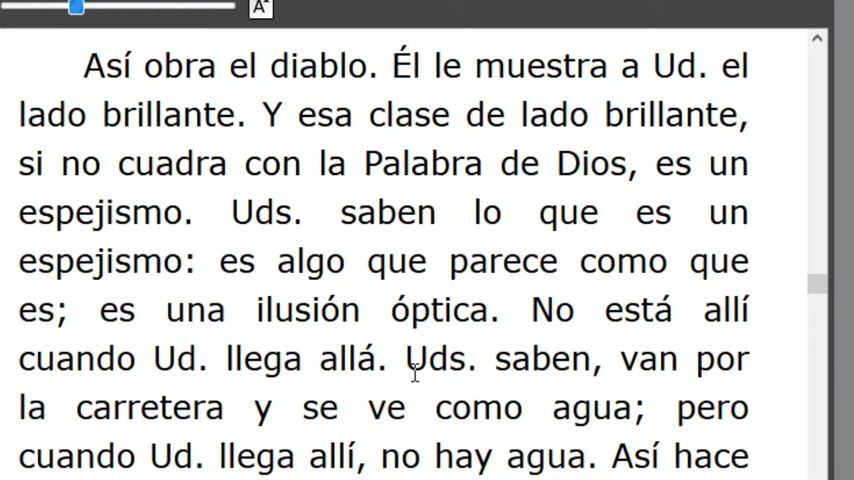 A
Así obra el diablo. Él le muestra a Ud. el
lado brillante. Y esa clase de lado brillante,
si no cuadra con la Palabra de Dios, es un
espejismo. Uds. saben lo que es un
espejismo: es algo que parece como que
es; es una ilusión óptica. No está allí
cuando Ud. llega allá. Uds. saben, van por
la carretera y se ve como agua; pero
cuando Ud. llega allí, no hay agua. Así hace